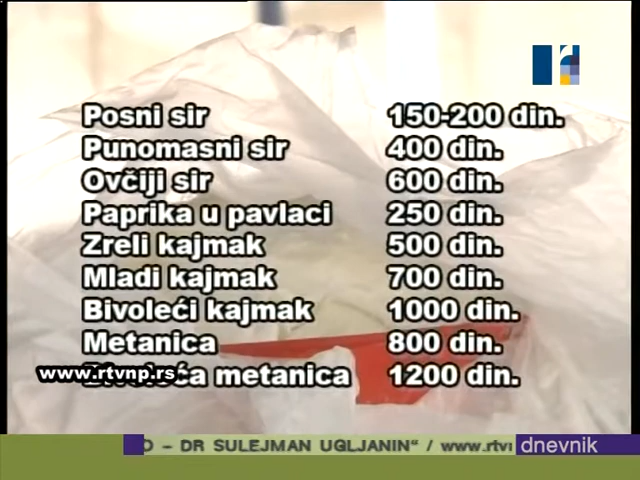 Posni sir 150-200 din.
Punomasni sir 400 din.
Ovčiji sir 600 din.
Paprika u pavlaci 250 din.
Zreli kajmak 500 din.
Mladi kajmak 700 din.
Bivoleći kajmak 1000 din.
Metanica 800 din.
metanica 1200 din.
www.rtvnp.rs
– DR SULEJMAN UGLJANIN“ / www.rtv
dnevnik